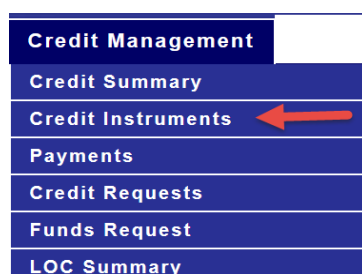 Credit Management
Credit Summary
Credit Instruments
Payments
Credit Requests
Funds Request
LOC Summary